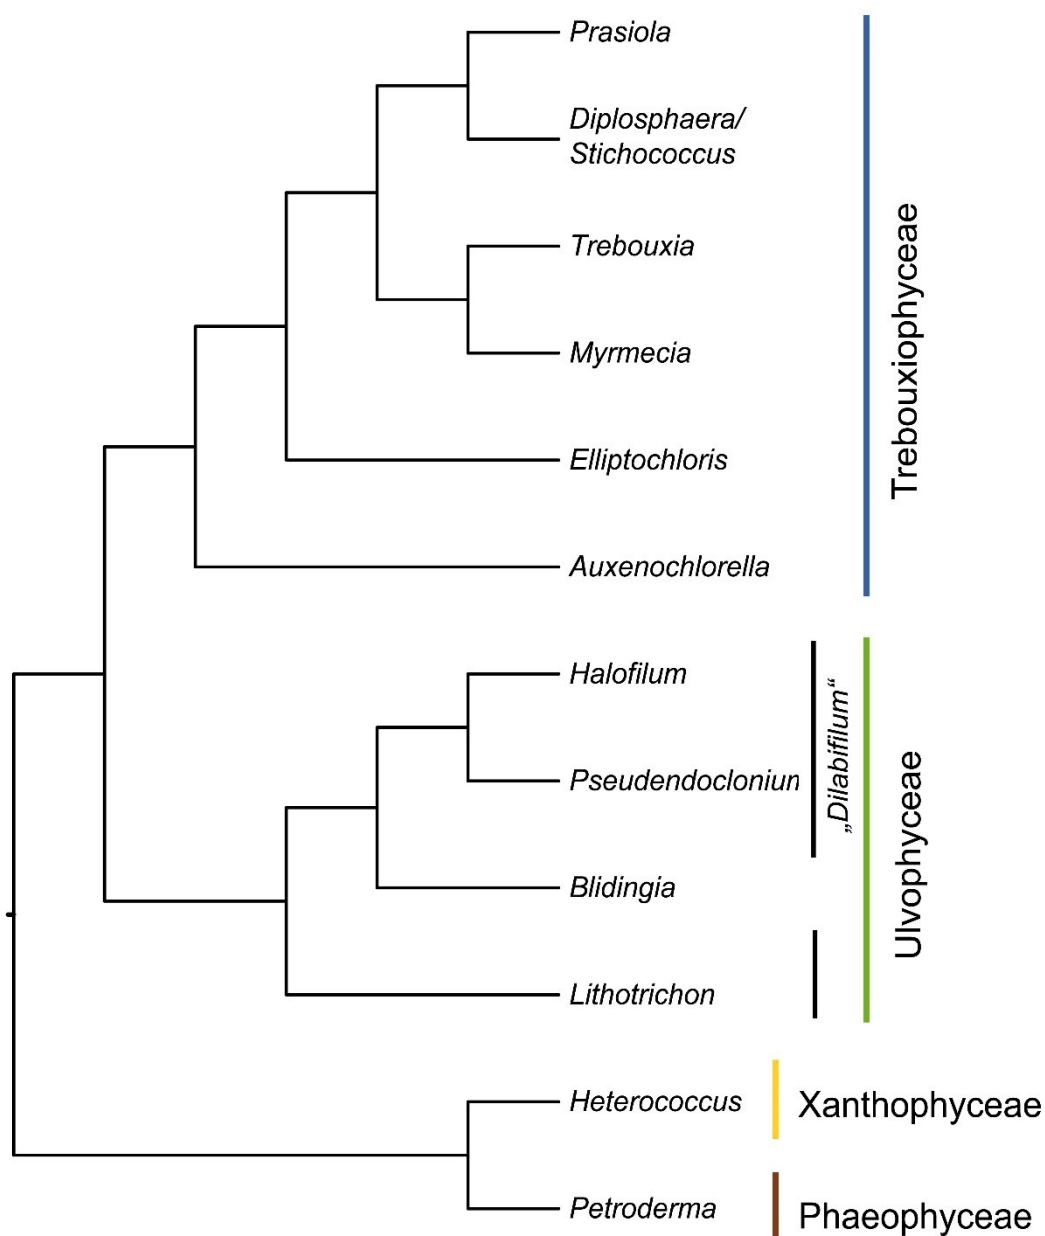 Prasiola
Diplosphaera/
Stichococcus
Trebouxia
Myrmecia
Elliptochloris
Auxenochlorella
Trebouxiophyceae
Halofilum
Pseudendocloniun
Blidingia
Lithotrichon
„Dilabifilum“
Ulvophyceae
Heterococcus
Xanthophyceae
Petroderma
Phaeophyceae